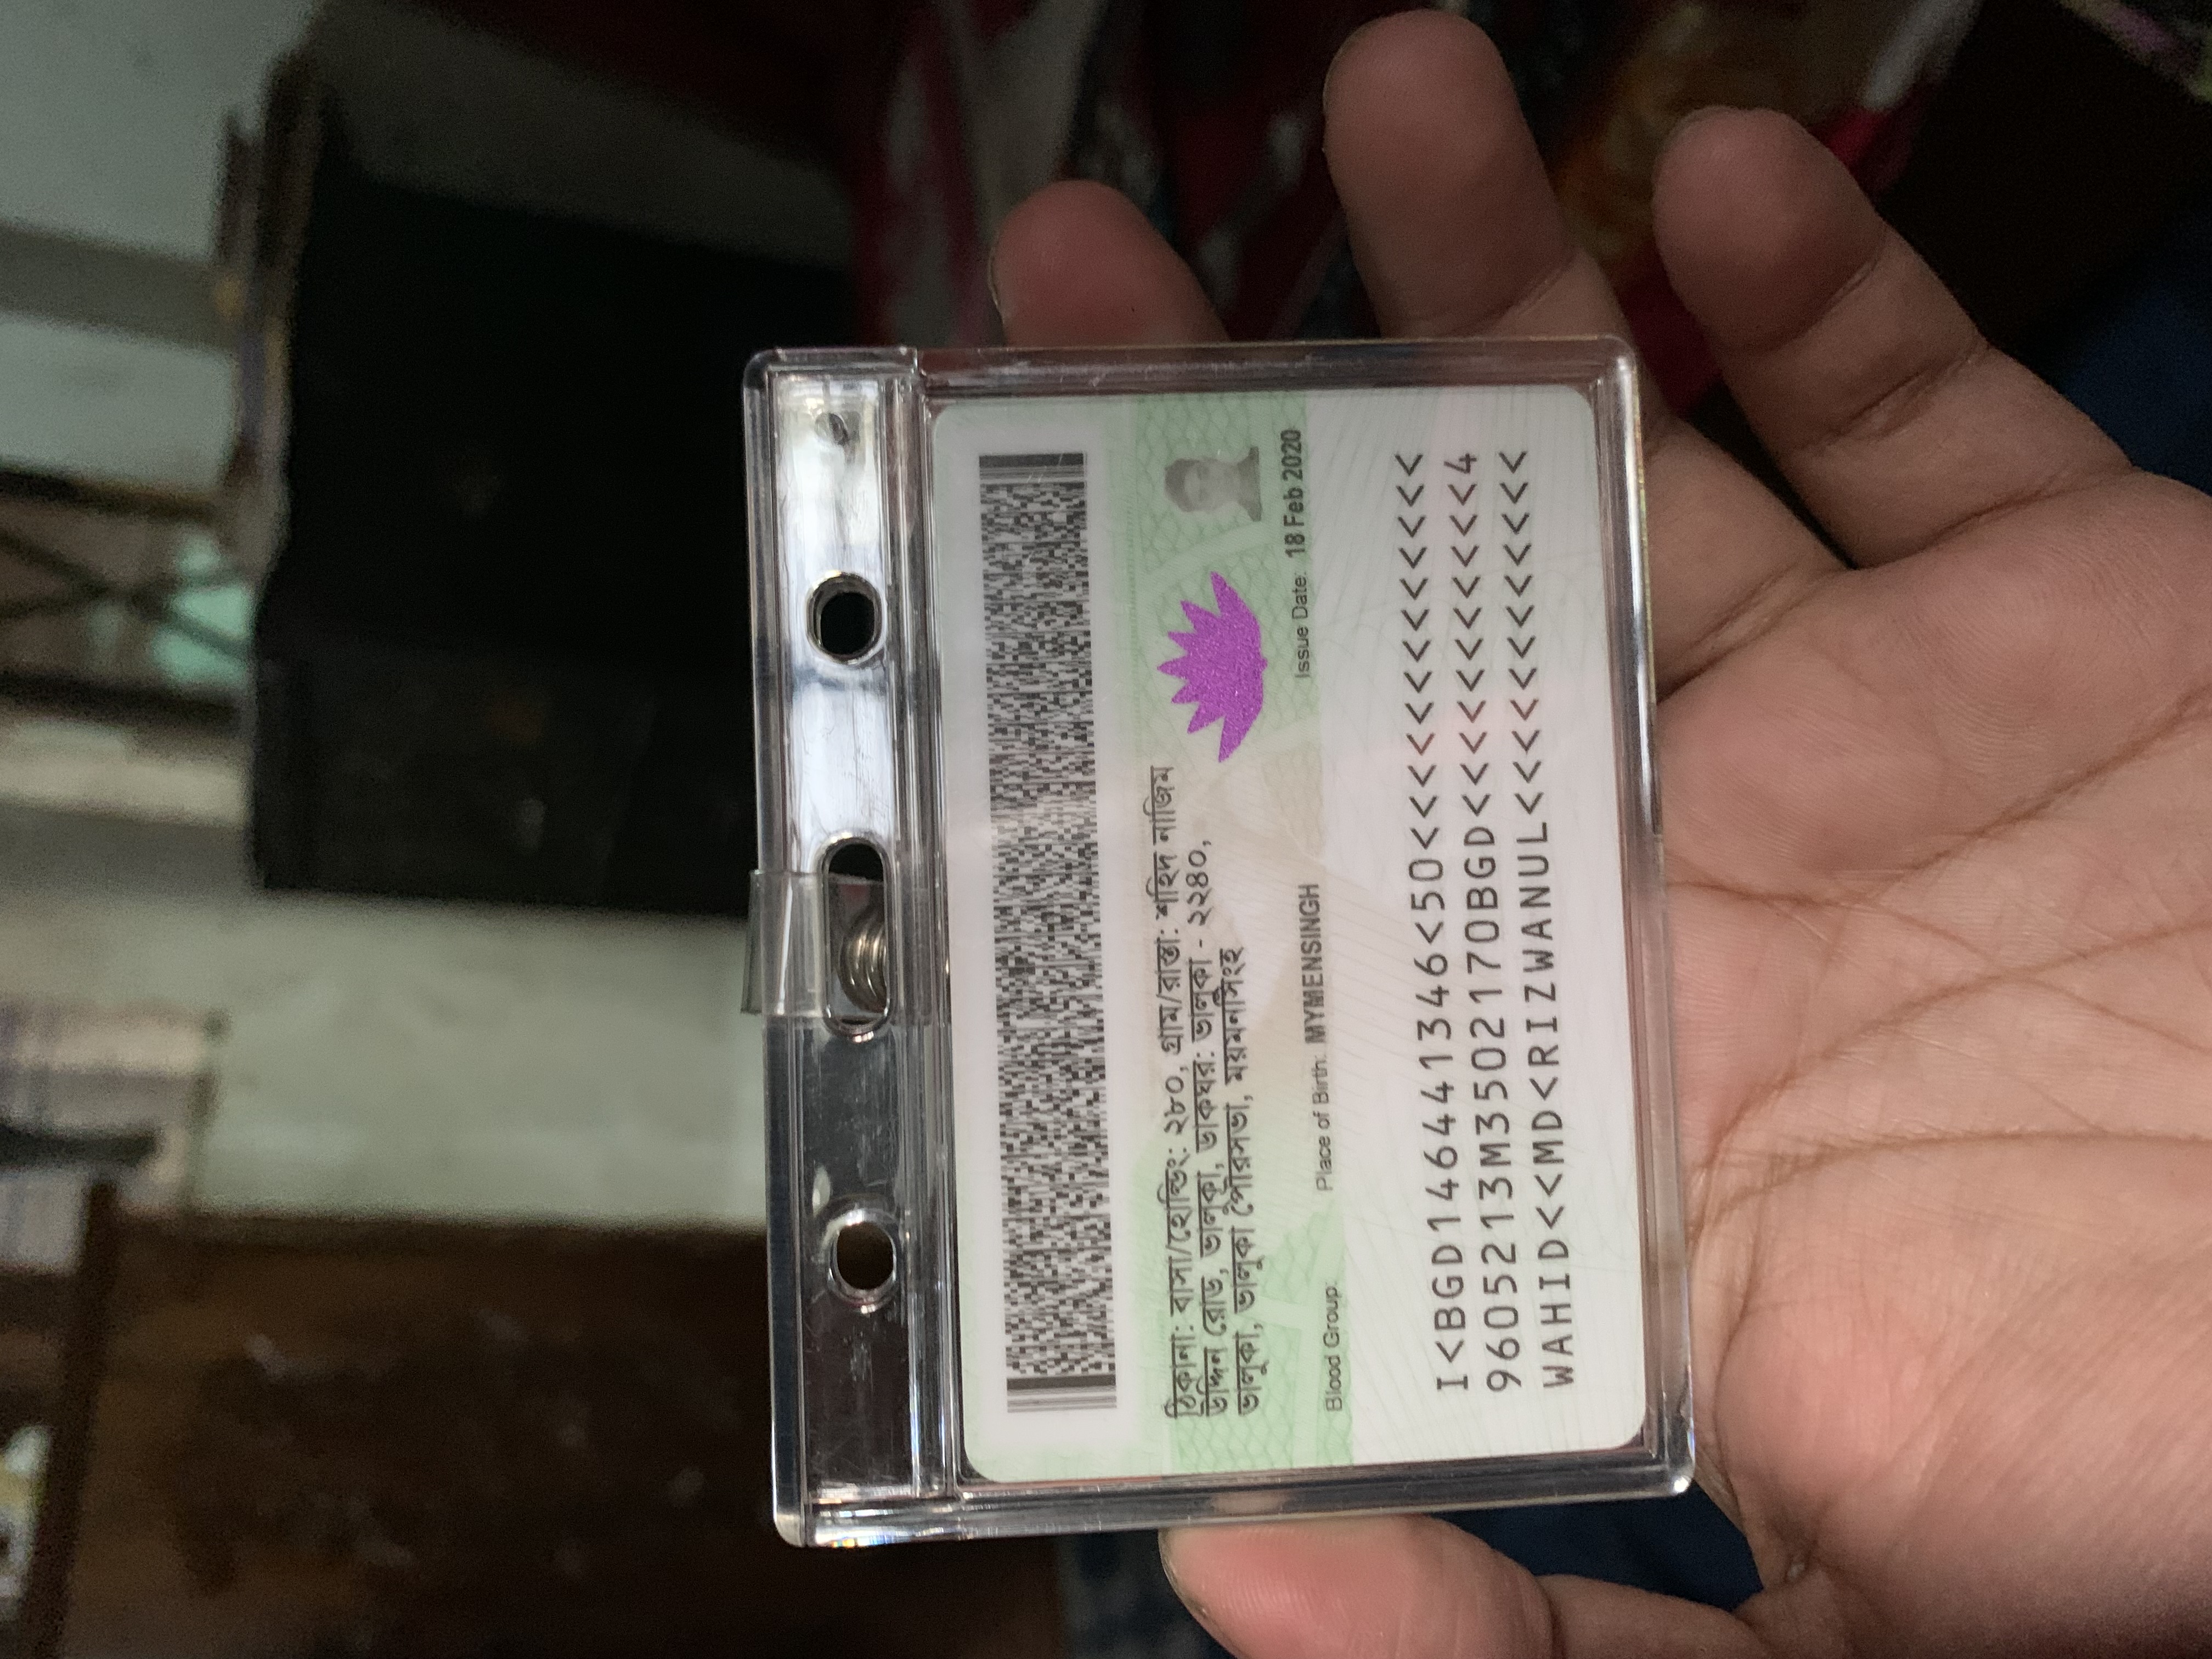 ঠিকানা: বাসা/হোল্ডিং: ২৮০, গ্রাম/রাস্তা: শহিদ নাজিম
উদ্দিন রোড, ভালুকা, ডাকঘর: ভালুকা - ২২৪০,
ভালুকা, ভালুকা পৌরসভা, ময়মনসিংহ
Blood Group: Place of Birth: MYMENSINGH Issue Date: 18 Feb 2020
I<BGD146441346<50<<<<<<<<<<<<<
9605213M3502170BGD<<<<<<<<<<<4
WAHID<<MD<RIZWANUL<<<<<<<<<<<<